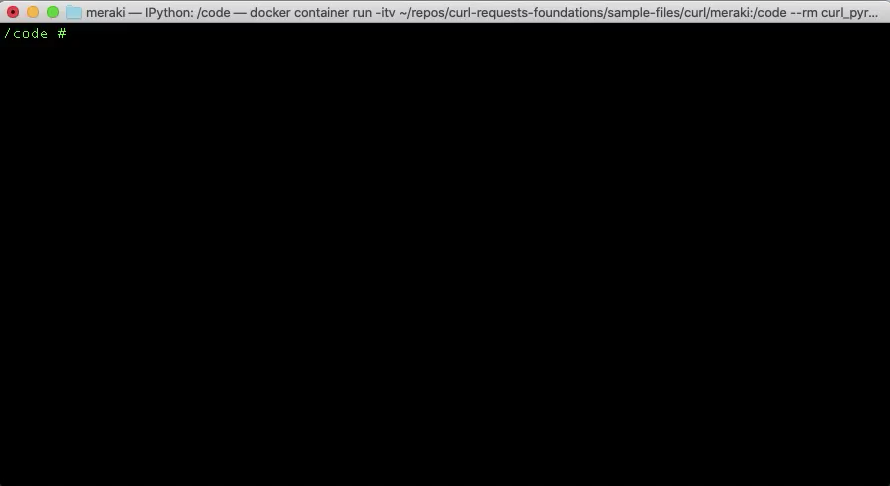 meraki — IPython: /code — docker container run -itv ~/repos/curl-requests-foundations/sample-files/curl/meraki:/code --rm curl_pyr...
/code #